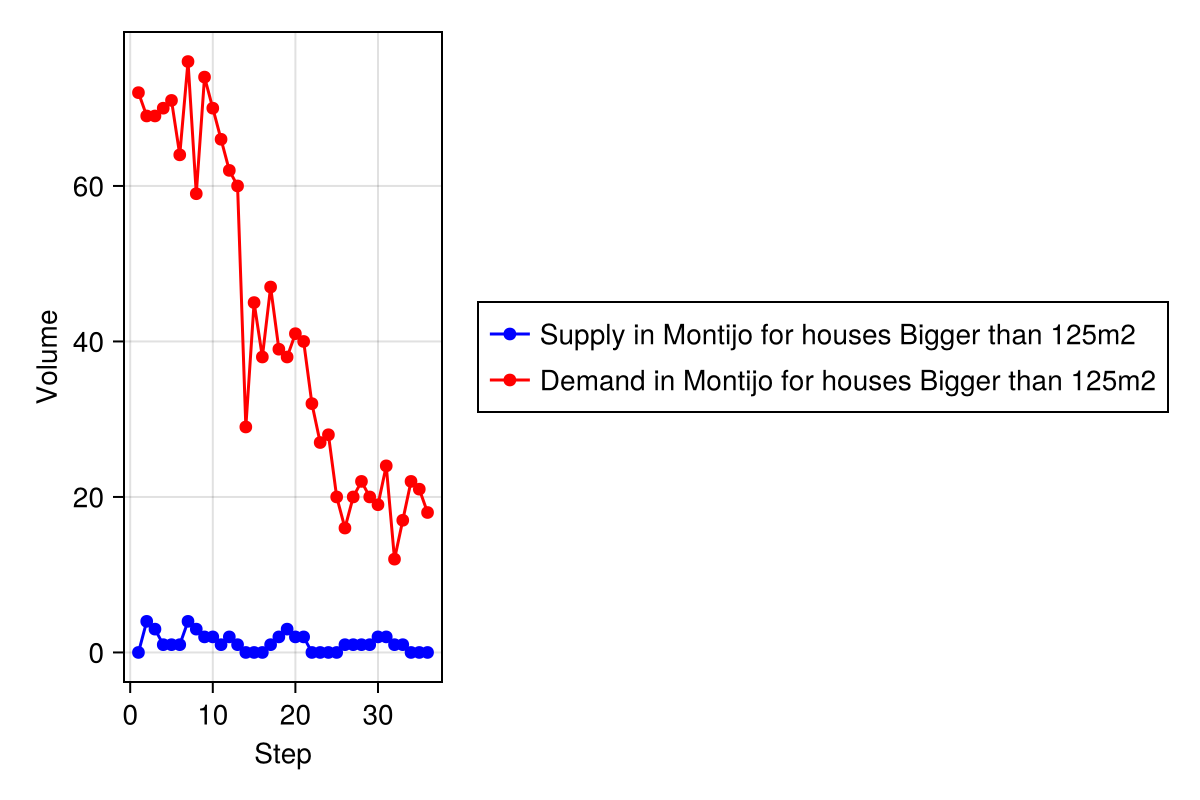 60
40
20
0
Volume
0 10 20 30
Step
Supply in Montijo for houses Bigger than 125m2
Demand in Montijo for houses Bigger than 125m2